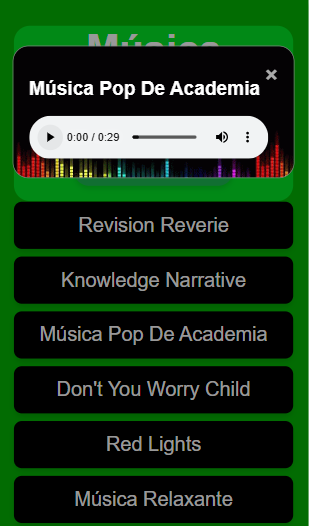 Música
Música Pop De Academia
×
0:00 / 0:29
Revision Reverie
Knowledge Narrative
Música Pop De Academia
Don't You Worry Child
Red Lights
Música Relaxante